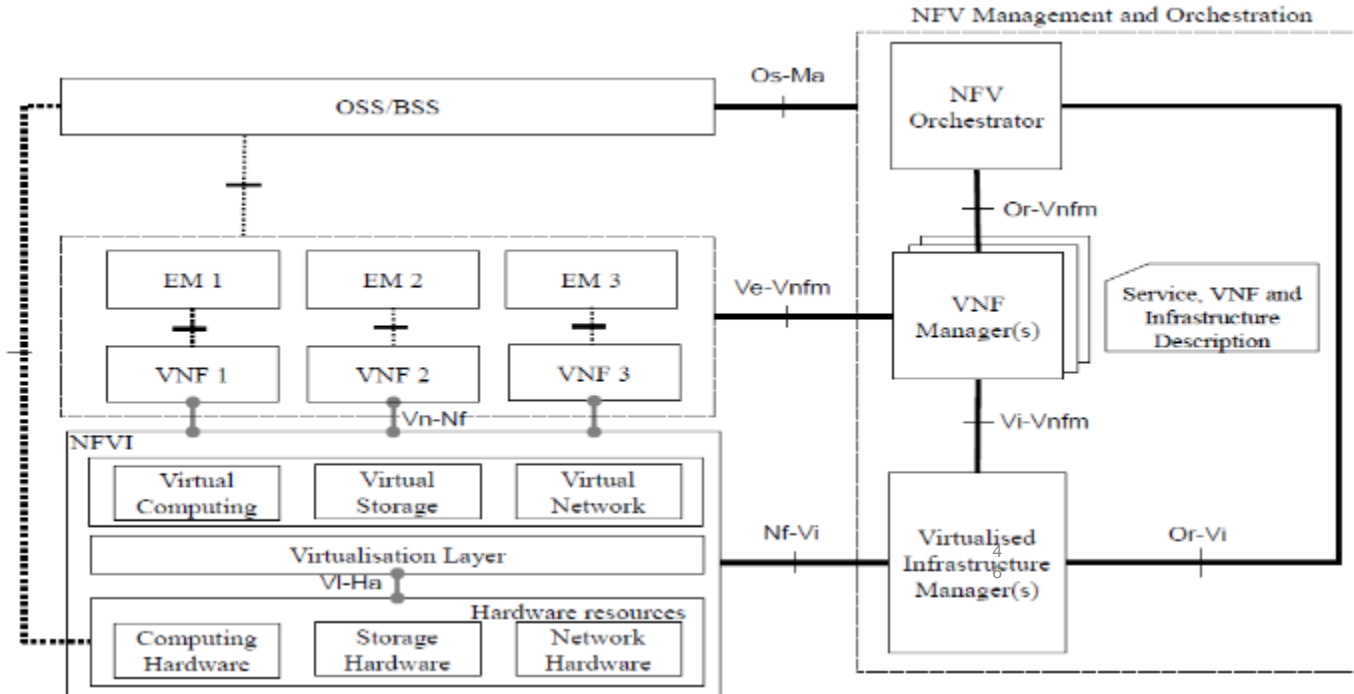 NFV Management and Orchestration
Os-Ma
OSS/BSS
NFV
Orchestrator
Or-Vnfm
EM 1
EM 2
EM 3
Ve-Vnfm
VNF
Manager(s)
Service, VNF and
Infrastructure
Description
VNF 1
VNF 2
VNF 3
Vn-Nf
Vi-Vnfm
NFVI
Virtual
Computing
Virtual
Storage
Virtual
Network
Nf-Vi
Or-Vi
Virtualisation Layer
Virtualised
Infrastructure
Manager(s)
4
6
Vl-Ha
Hardware resources
Computing
Hardware
Storage
Hardware
Network
Hardware